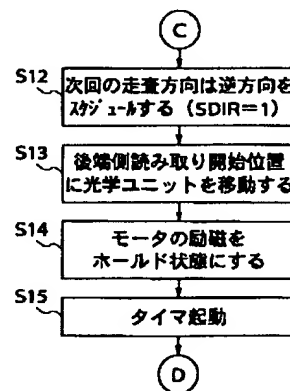 C
S12
次回の走査方向は逆方向を
スケジュールする（SDIR＝1）
S13
後端側読み取り開始位置
に光学ユニットを移動する
S14
モータの励磁を
ホールド状態にする
S15
タイマ起動
D